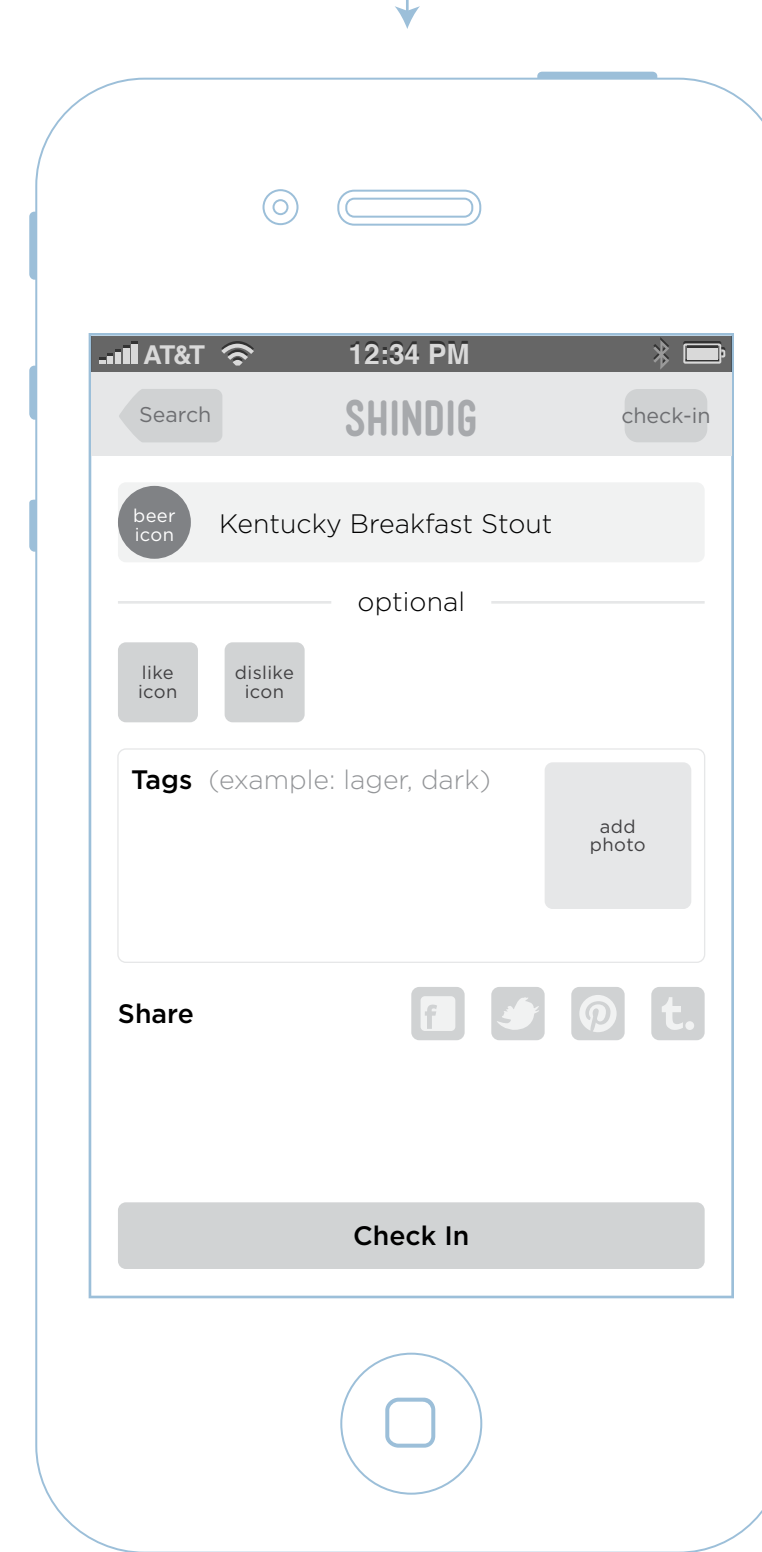 AT&T 12:34 PM
Search SHINDIG check-in
beer
icon
Kentucky Breakfast Stout
optional
like
icon
dislike
icon
Tags (example: lager, dark)
add
photo
Share f t.
Check In